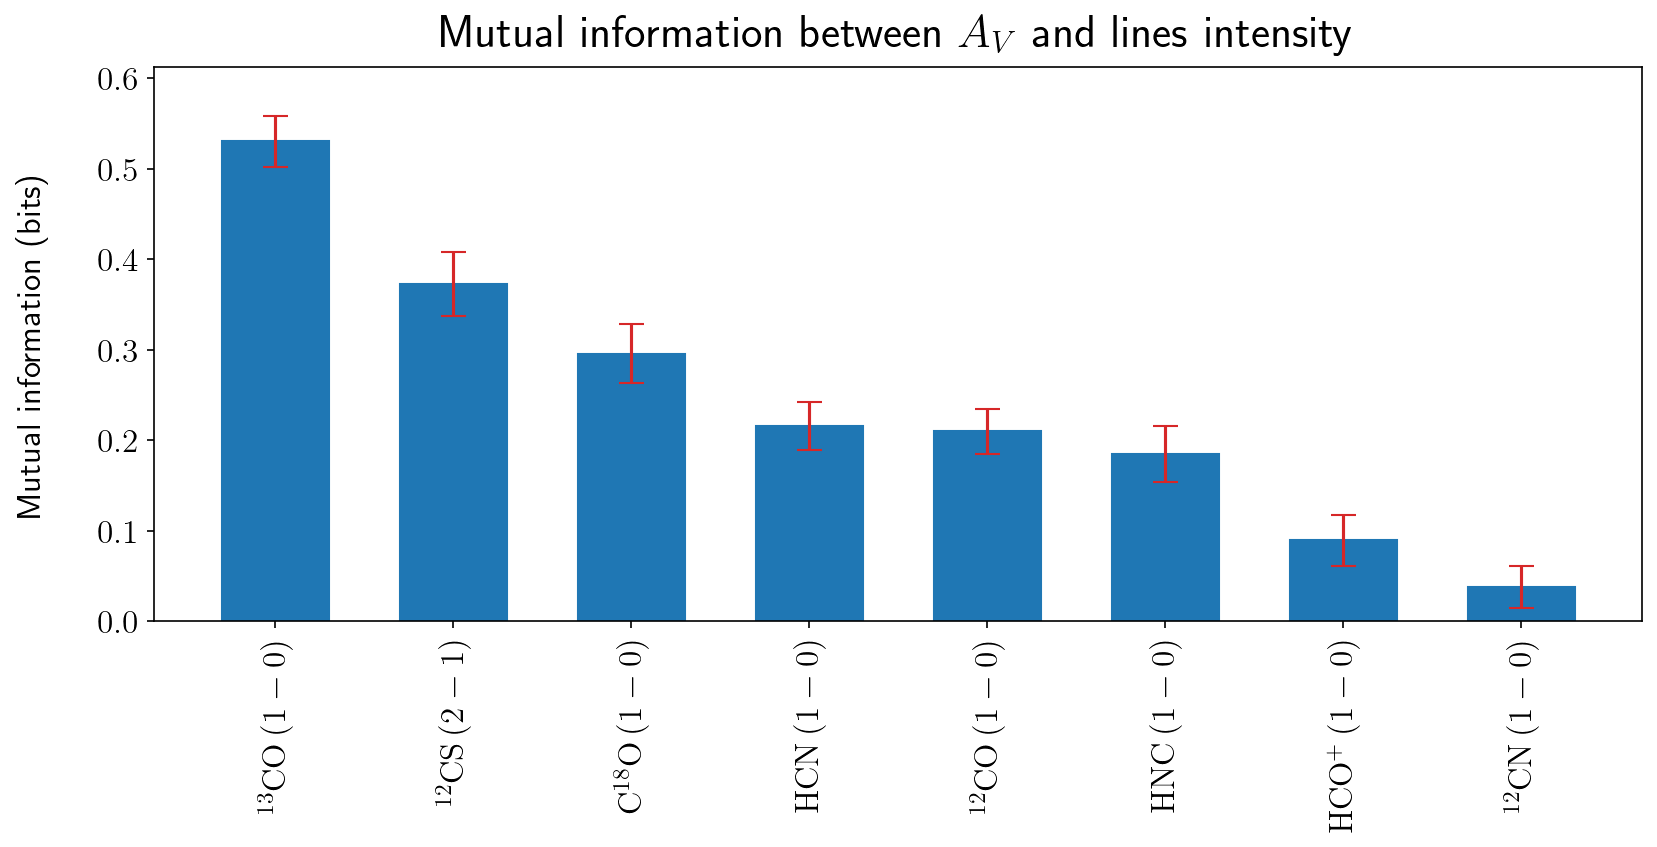 Mutual information between $A_V$ and lines intensity
Mutual information (bits)
0.6
0.5
0.4
0.3
0.2
0.1
0.0
¹³CO (1 − 0)
¹²CS (2 − 1)
C¹⁸O (1 − 0)
HCN (1 − 0)
¹²CO (1 − 0)
HNC (1 − 0)
HCO⁺ (1 − 0)
¹²CN (1 − 0)